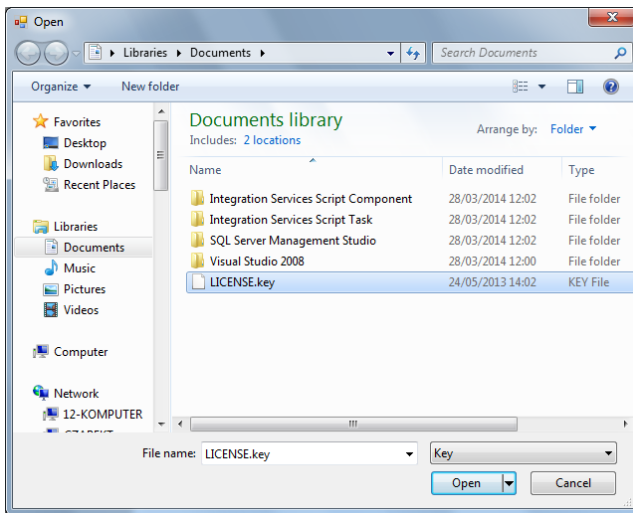 Open
Libraries Documents
Search Documents
Organize New folder
Favorites
Desktop
Downloads
Recent Places
Libraries
Documents
Music
Pictures
Videos
Computer
Network
12-KOMPUTER
Documents library
Includes: 2 locations
Arrange by: Folder
Name Date modified Type
Integration Services Script Component 28/03/2014 12:02 File folder
Integration Services Script Task 28/03/2014 12:02 File folder
SQL Server Management Studio 28/03/2014 12:02 File folder
Visual Studio 2008 28/03/2014 12:00 File folder
LICENSE.key 24/05/2013 14:02 KEY File
File name: LICENSE.key Key
Open Cancel